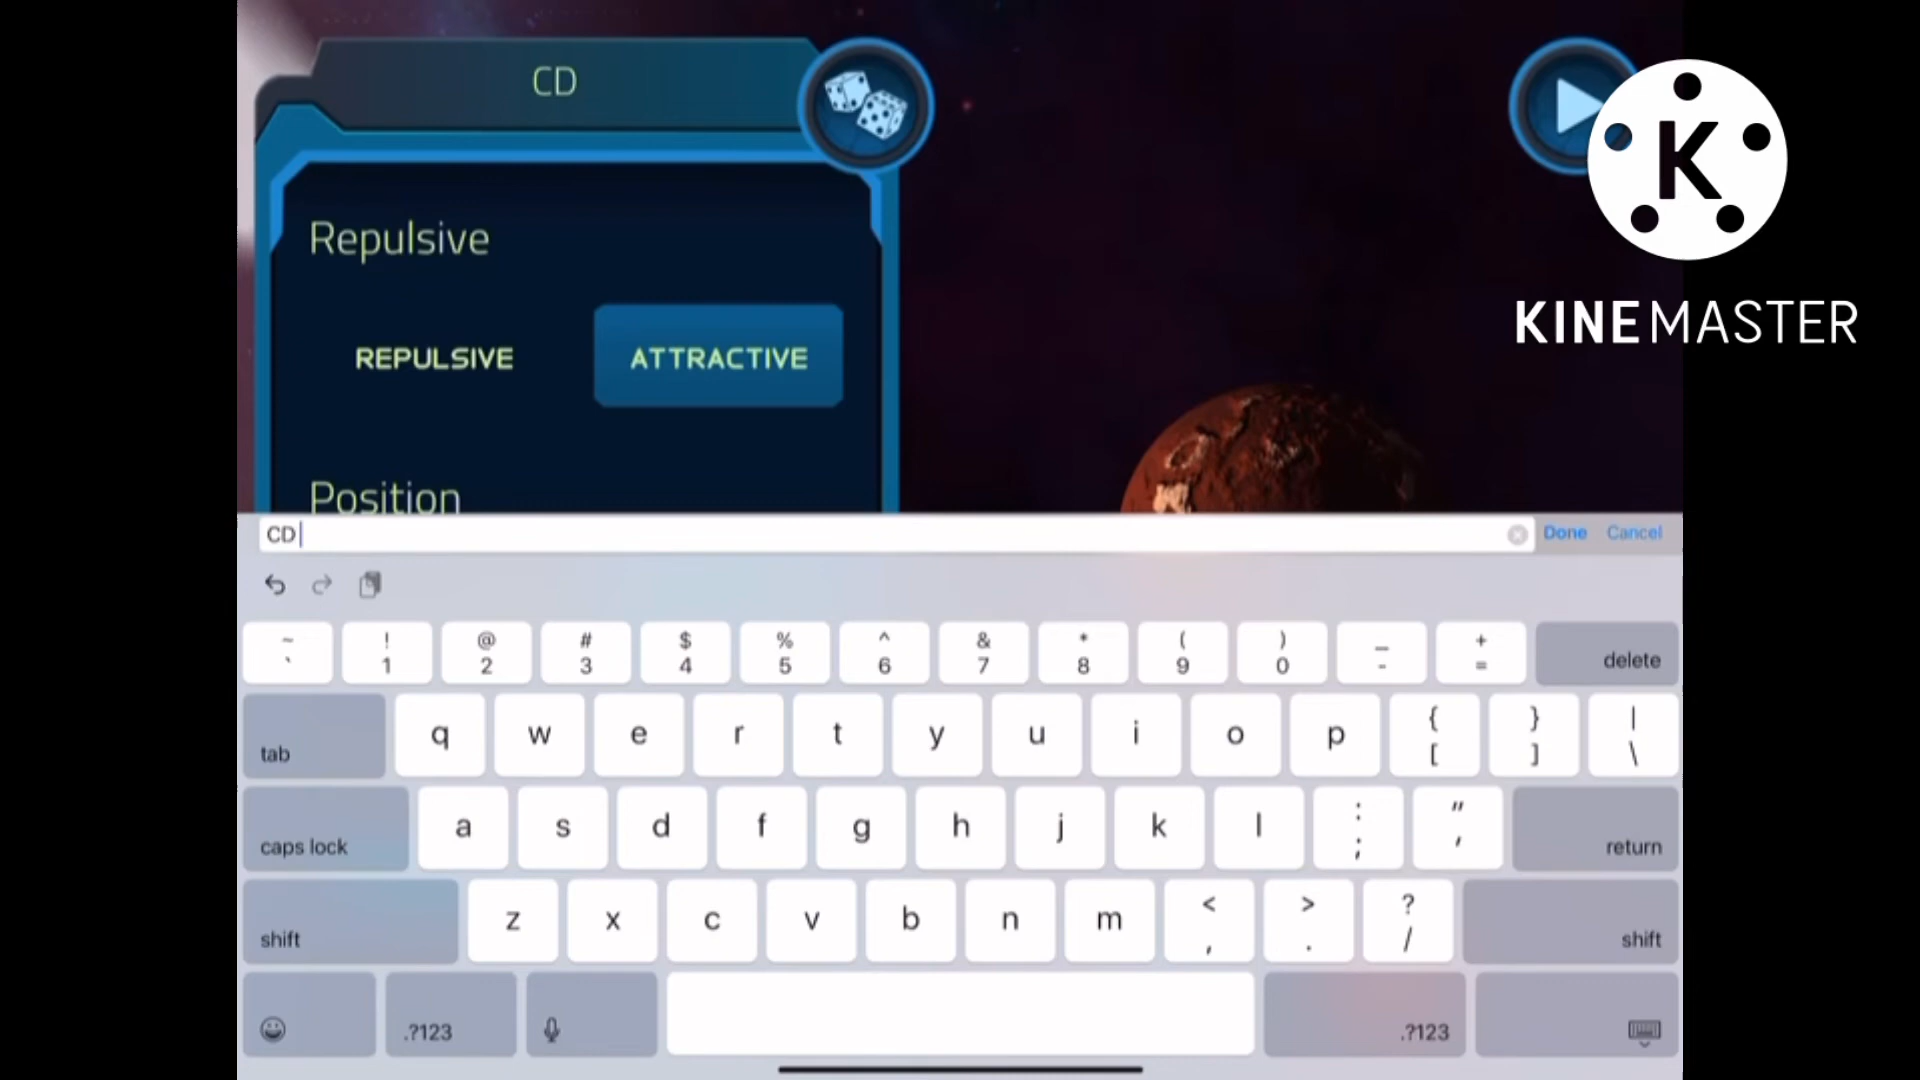 CD
Repulsive
REPULSIVE ATTRACTIVE
Position
K
KINEMASTER
CD Done Cancel
~ ! @ # $ % ^ & * ( ) _ +
` 1 2 3 4 5 6 7 8 9 0 - = delete
tab q w e r t y u i o p { [ } ] | \
caps lock a s d f g h j k l : ; " ' return
shift z x c v b n m < , > . ? / shift
.?123 .?123